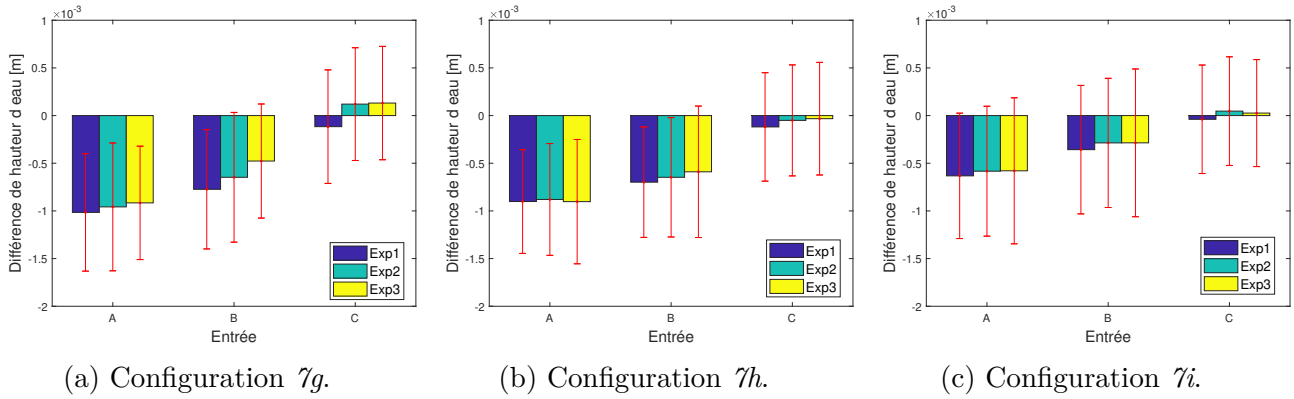 ×10⁻³
1
0.5
0
-0.5
-1
-1.5
-2
Différence de hauteur d eau [m]
A B C
Entrée
Exp1
Exp2
Exp3
(a) Configuration 7g.
×10⁻³
1
0.5
0
-0.5
-1
-1.5
-2
Différence de hauteur d eau [m]
A B C
Entrée
Exp1
Exp2
Exp3
(b) Configuration 7h.
×10⁻³
1
0.5
0
-0.5
-1
-1.5
-2
Différence de hauteur d eau [m]
A B C
Entrée
Exp1
Exp2
Exp3
(c) Configuration 7i.